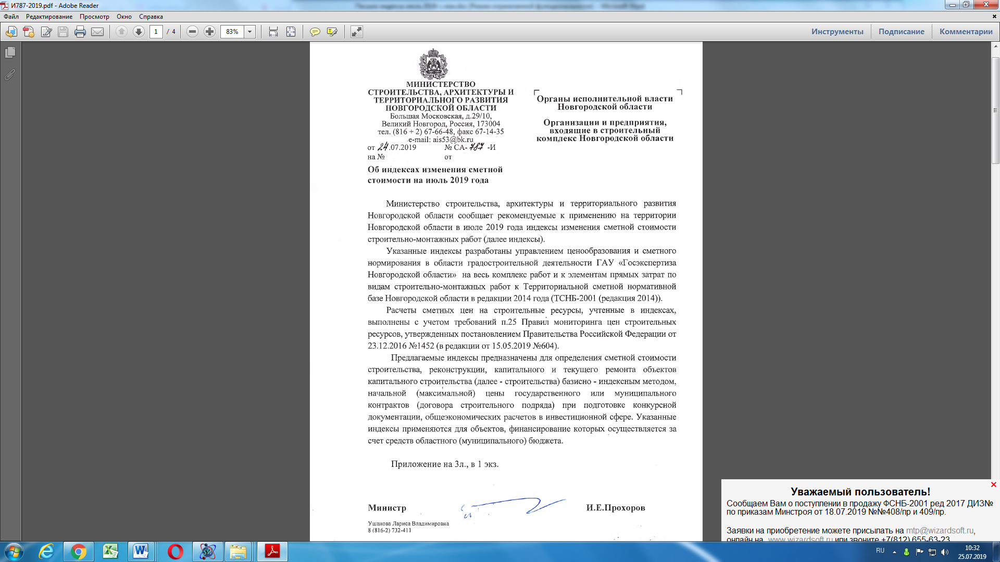 И787-2019.pdf - Adobe Reader
Файл Редактирование Просмотр Окно Справка
1 / 4 83% Инструменты Подписание Комментарии
МИНИСТЕРСТВО
СТРОИТЕЛЬСТВА, АРХИТЕКТУРЫ И
ТЕРРИТОРИАЛЬНОГО РАЗВИТИЯ
НОВГОРОДСКОЙ ОБЛАСТИ
Большая Московская, д.29/10,
Великий Новгород, Россия, 173004
тел. (816 + 2) 67-66-48, факс 67-14-35
e-mail: ais53@bk.ru
от 24.07.2019 № СА- 787 -И
на № от
Органы исполнительной власти
Новгородской области
Организации и предприятия,
входящие в строительный
комплекс Новгородской области
Об индексах изменения сметной
стоимости на июль 2019 года
Министерство строительства, архитектуры и территориального развития
Новгородской области сообщает рекомендуемые к применению на территории
Новгородской области в июле 2019 года индексы изменения сметной стоимости
строительно-монтажных работ (далее индексы).
Указанные индексы разработаны управлением ценообразования и сметного
нормирования в области градостроительной деятельности ГАУ «Госэкспертиза
Новгородской области» на весь комплекс работ и к элементам прямых затрат по
видам строительно-монтажных работ к Территориальной сметной нормативной
базе Новгородской области в редакции 2014 года (ТСНБ-2001 (редакция 2014)).
Расчеты сметных цен на строительные ресурсы, учтенные в индексах,
выполнены с учетом требований п.25 Правил мониторинга цен строительных
ресурсов, утвержденных постановлением Правительства Российской Федерации от
23.12.2016 №1452 (в редакции от 15.05.2019 №604).
Предлагаемые индексы предназначены для определения сметной стоимости
строительства, реконструкции, капитального и текущего ремонта объектов
капитального строительства (далее - строительства) базисно - индексным методом,
начальной (максимальной) цены государственного или муниципального
контрактов (договора строительного подряда) при подготовке конкурсной
документации, общеэкономических расчетов в инвестиционной сфере. Указанные
индексы применяются для объектов, финансирование которых осуществляется за
счет средств областного (муниципального) бюджета.
Приложение на 3л., в 1 экз.
Министр И.Е.Прохоров
Ушанова Лариса Владимировна
8 (816-2) 732-411
Уважаемый пользователь!
Сообщаем Вам о поступлении в продажу ФСНБ-2001 ред 2017 ДИЗ№
по приказам Минстроя от 18.07.2019 №№408/пр и 409/пр.
Заявки на приобретение можете присылать на mtp@wizardsoft.ru,
онлайн на www.wizardsoft.ru или звоните +7(812) 655-63-23
RU 10:32
25.07.2019